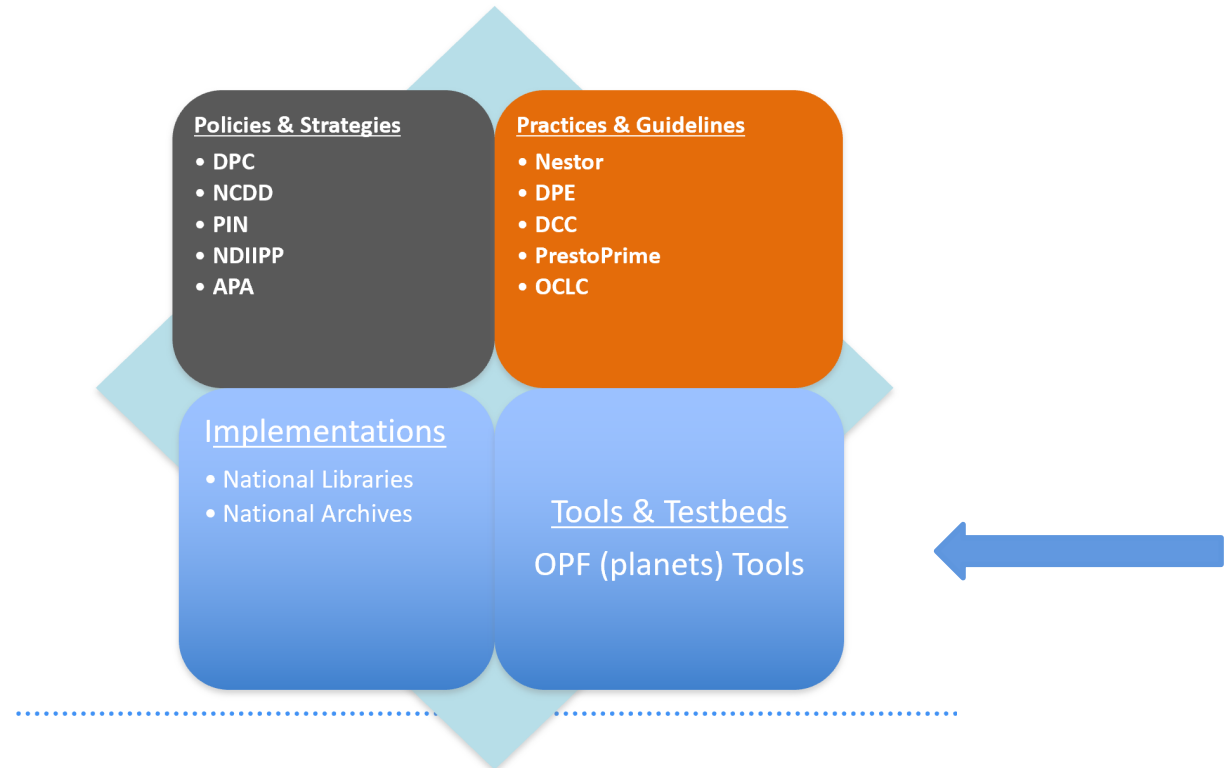 Policies & Strategies
• DPC
• NCDD
• PIN
• NDIIPP
• APA
Practices & Guidelines
• Nestor
• DPE
• DCC
• PrestoPrime
• OCLC
Implementations
• National Libraries
• National Archives
Tools & Testbeds
OPF (planets) Tools